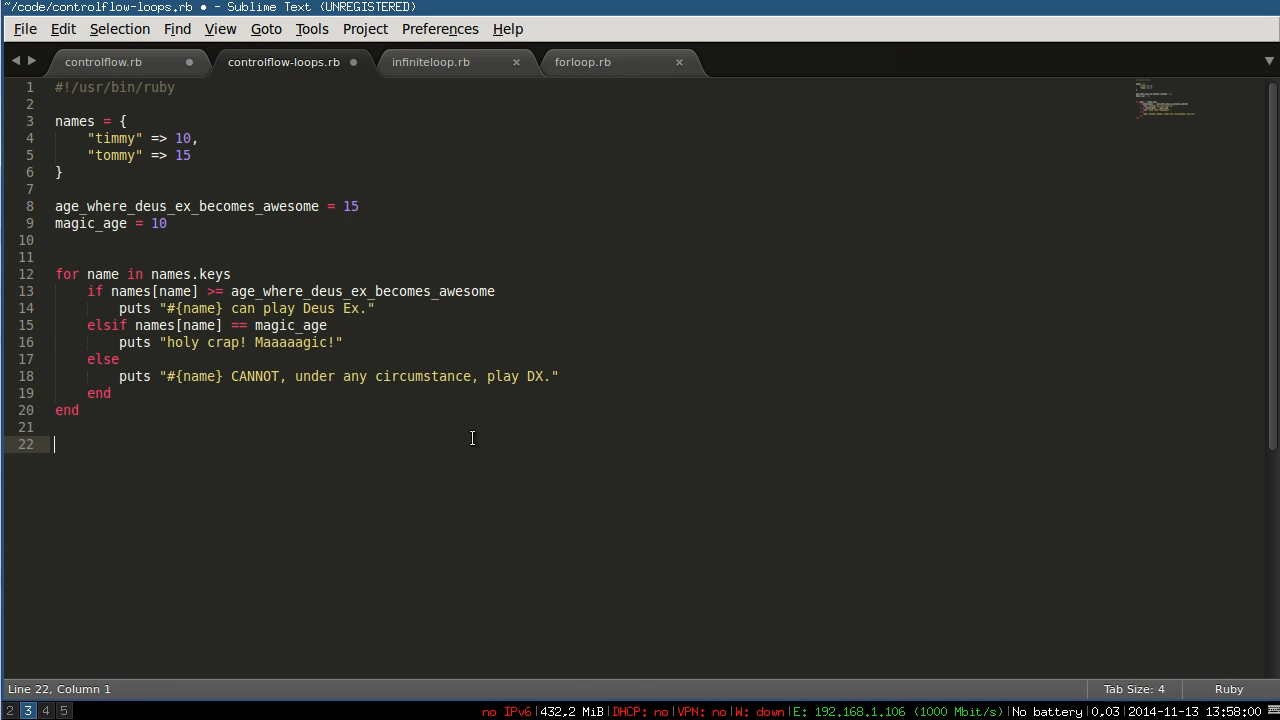 ~/code/controlflow-loops.rb • - Sublime Text (UNREGISTERED)
File Edit Selection Find View Goto Tools Project Preferences Help
controlflow.rb controlflow-loops.rb infiniteloop.rb forloop.rb
1 #!/usr/bin/ruby
2
3 names = {
4 "timmy" => 10,
5 "tommy" => 15
6 }
7
8 age_where_deus_ex_becomes_awesome = 15
9 magic_age = 10
10
11
12 for name in names.keys
13 if names[name] >= age_where_deus_ex_becomes_awesome
14 puts "#{name} can play Deus Ex."
15 elsif names[name] == magic_age
16 puts "holy crap! Maaaaagic!"
17 else
18 puts "#{name} CANNOT, under any circumstance, play DX."
19 end
20 end
21
22
Line 22, Column 1 Tab Size: 4 Ruby
2 3 4 5 no IPv6|432,2 MiB|DHCP: no|VPN: no|W: down|E: 192.168.1.106 (1000 Mbit/s)|No battery|0,03|2014-11-13 13:58:00